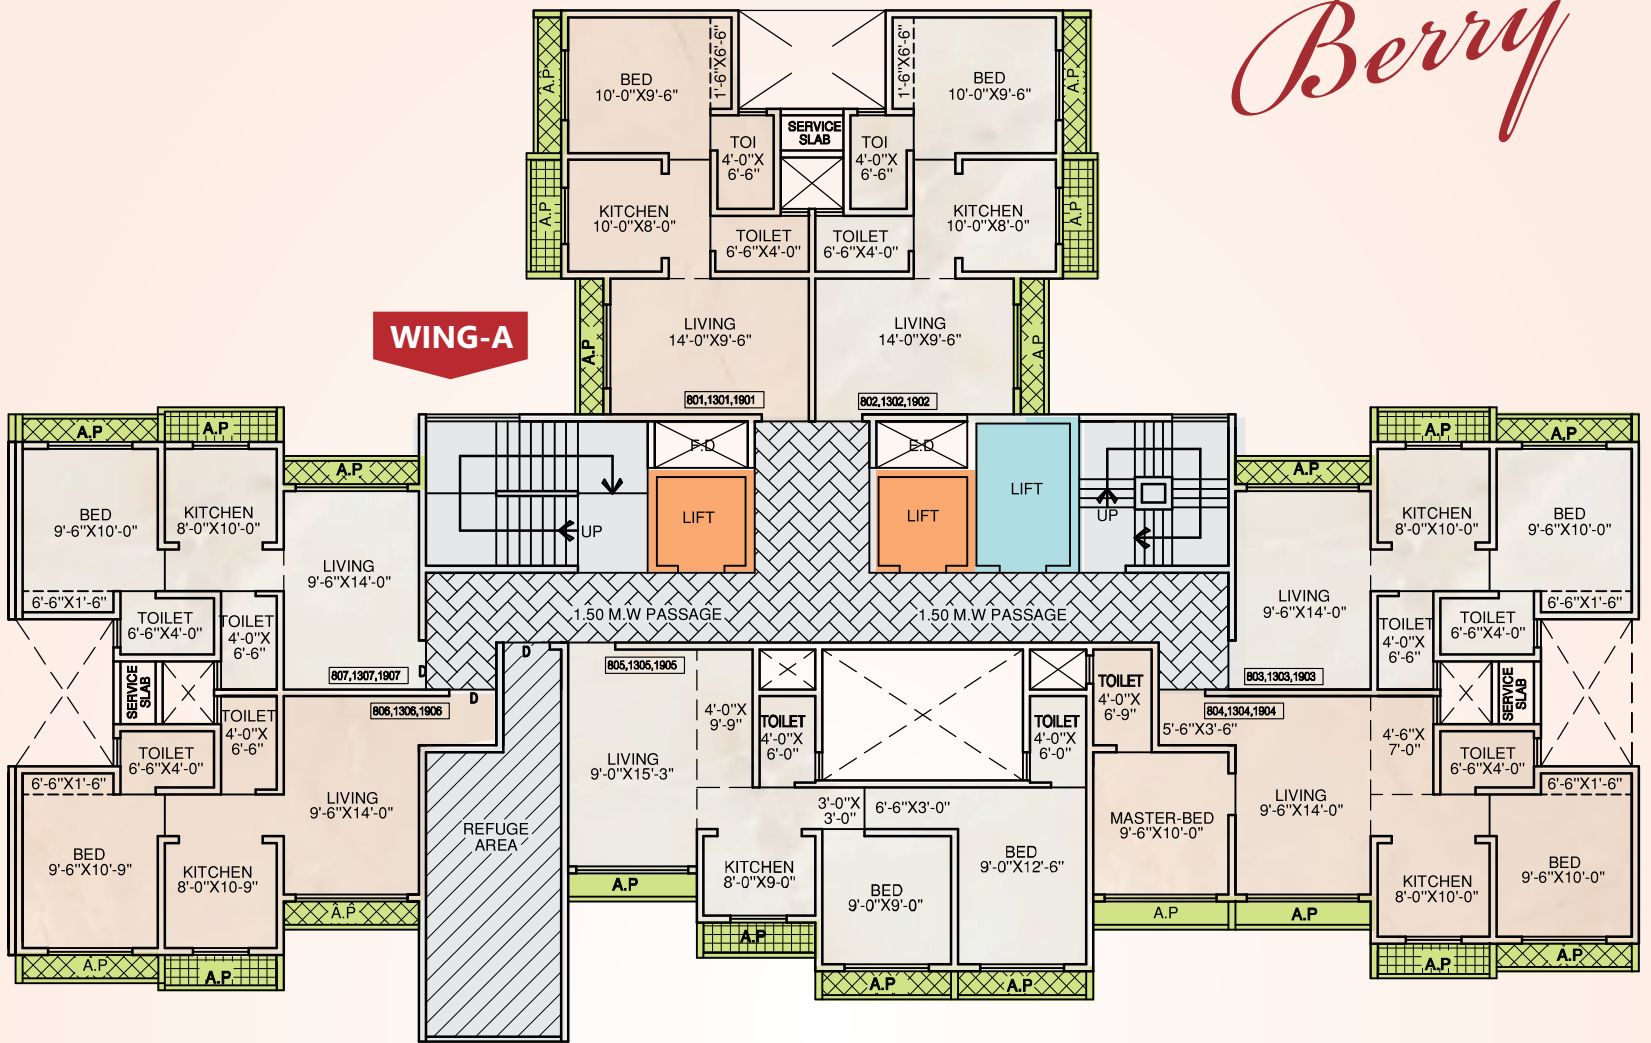 Berry
WING-A
BED
10'-0"X9'-6"
1'-6"X6'-6"
A.P
TOI
4'-0"X
6'-6"
SERVICE
SLAB
TOI
4'-0"X
6'-6"
1'-6"X6'-6"
BED
10'-0"X9'-6"
A.P
A.P
KITCHEN
10'-0"X8'-0"
TOILET
6'-6"X4'-0"
TOILET
6'-6"X4'-0"
KITCHEN
10'-0"X8'-0"
A.P
A.P
LIVING
14'-0"X9'-6"
LIVING
14'-0"X9'-6"
A.P
801,1301,1901
802,1302,1902
A.P
A.P
A.P
BED
9'-6"X10'-0"
KITCHEN
8'-0"X10'-0"
LIVING
9'-6"X14'-0"
6'-6"X1'-6"
TOILET
6'-6"X4'-0"
TOILET
4'-0"X
6'-6"
SERVICE
SLAB
807,1307,1907
D
UP
F.D
LIFT
E.D
LIFT
LIFT
UP
1.50 M.W PASSAGE
1.50 M.W PASSAGE
A.P
A.P
A.P
KITCHEN
8'-0"X10'-0"
BED
9'-6"X10'-0"
LIVING
9'-6"X14'-0"
6'-6"X1'-6"
TOILET
4'-0"X
6'-6"
TOILET
6'-6"X4'-0"
SERVICE
SLAB
803,1303,1903
806,1306,1906
D
D
TOILET
4'-0"X
6'-6"
TOILET
6'-6"X4'-0"
6'-6"X1'-6"
LIVING
9'-6"X14'-0"
BED
9'-6"X10'-9"
KITCHEN
8'-0"X10-9"
A.P
A.P
A.P
REFUGE
AREA
805,1305,1905
LIVING
9'-0"X15'-3"
4'-0"X
9'-9"
TOILET
4'-0"X
6'-0"
TOILET
4'-0"X
6'-0"
3'-0"X
3'-0"
6'-6"X3'-0"
KITCHEN
8'-0"X9-0"
BED
9'-0"X9'-0"
BED
9'-0"X12'-6"
A.P
A.P
A.P
A.P
TOILET
4'-0"X
6'-9"
804,1304,1904
5'-6"X3'-6"
4'-6"X
7'-0"
TOILET
6'-6"X4'-0"
6'-6"X1'-6"
MASTER-BED
9'-6"X10'-0"
LIVING
9'-6"X14'-0"
KITCHEN
8'-0"X10'-0"
BED
9'-6"X10'-0"
A.P
A.P
A.P
A.P